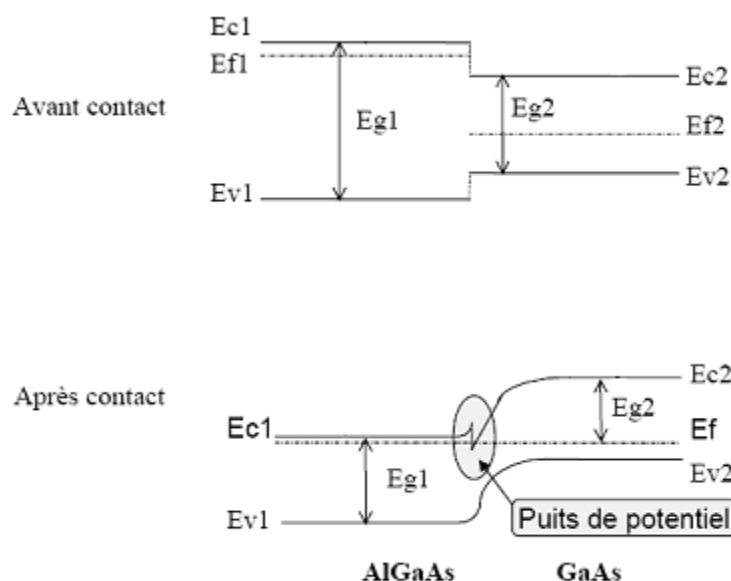 Ec1
Ef1
Ec2
Avant contact
Eg1
Eg2
Ef2
Ev1
Ev2
Ec2
Après contact
Eg2
Ec1
Ef
Eg1
Ev2
Ev1
Puits de potentiel
AlGaAs GaAs